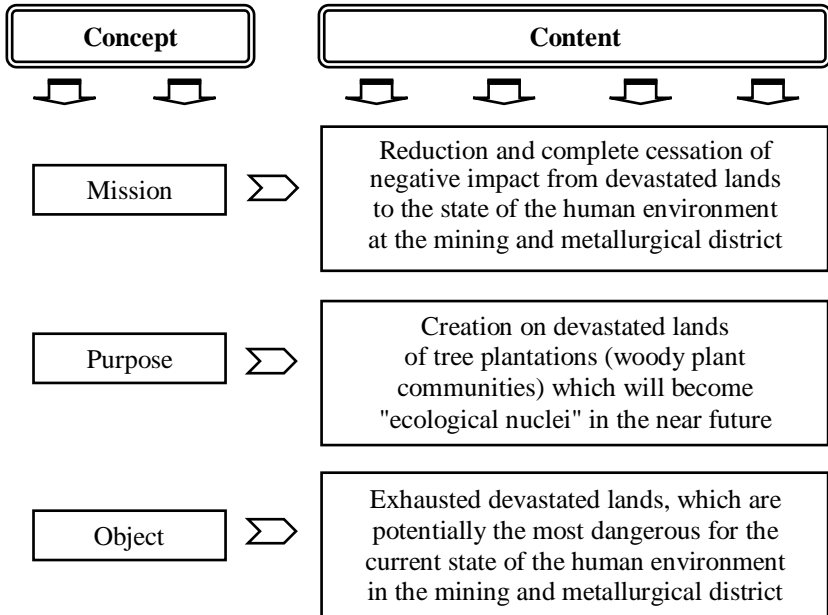 Concept
Content
Mission
Reduction and complete cessation of
negative impact from devastated lands
to the state of the human environment
at the mining and metallurgical district
Purpose
Creation on devastated lands
of tree plantations (woody plant
communities) which will become
"ecological nuclei" in the near future
Object
Exhausted devastated lands, which are
potentially the most dangerous for the
current state of the human environment
in the mining and metallurgical district